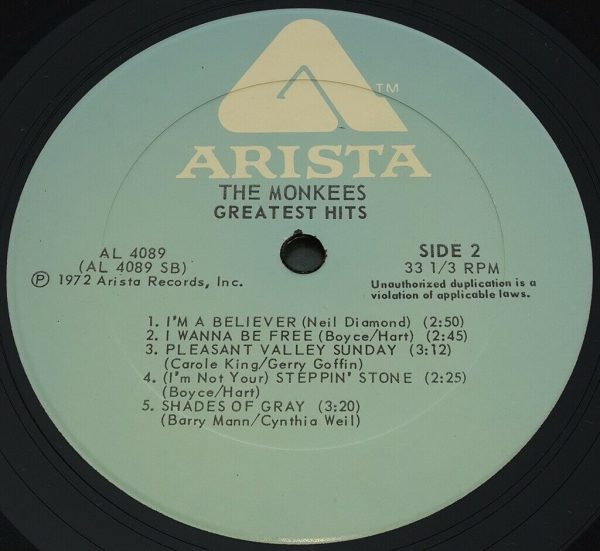 TM
ARISTA
THE MONKEES
GREATEST HITS
AL 4089
(AL 4089 SB)
Ⓟ 1972 Arista Records, Inc.
SIDE 2
33 1/3 RPM
Unauthorized duplication is a
violation of applicable laws.
1. I'M A BELIEVER (Neil Diamond) (2:50)
2. I WANNA BE FREE (Boyce/Hart) (2:45)
3. PLEASANT VALLEY SUNDAY (3:12)
(Carole King/Gerry Goffin)
4. (I'm Not Your) STEPPIN' STONE (2:25)
(Boyce/Hart)
5. SHADES OF GRAY (3:20)
(Barry Mann/Cynthia Weil)